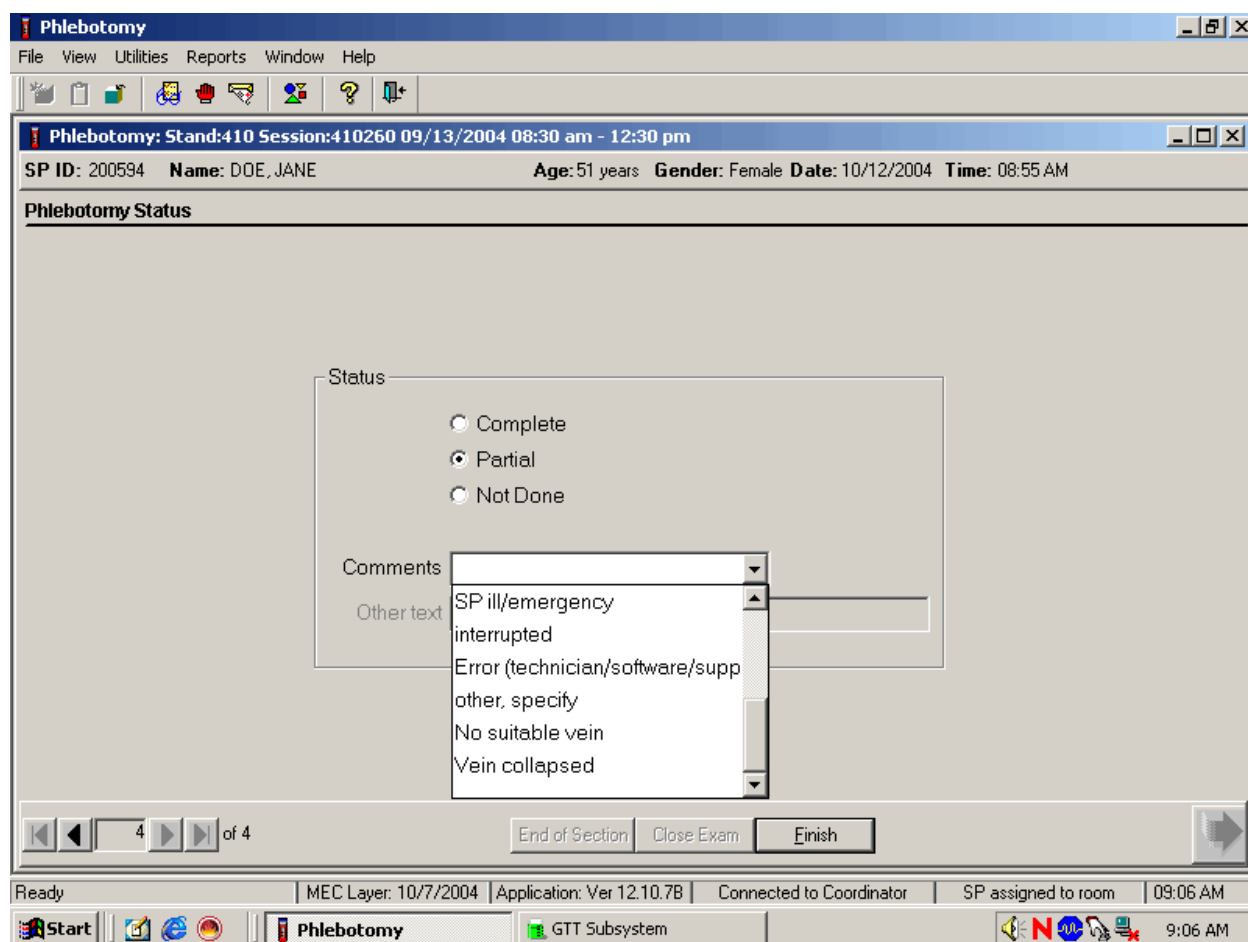 Phlebotomy
File View Utilities Reports Window Help
Phlebotomy: Stand:410 Session:410260 09/13/2004 08:30 am - 12:30 pm
SP ID: 200594 Name: DOE, JANE Age: 51 years Gender: Female Date: 10/12/2004 Time: 08:55 AM
Phlebotomy Status
Status
Complete
Partial
Not Done
Comments
Other text
SP ill/emergency
interrupted
Error (technician/software/supp
other, specify
No suitable vein
Vein collapsed
4 of 4 End of Section Close Exam Finish
Ready MEC Layer: 10/7/2004 Application: Ver 12.10.7B Connected to Coordinator SP assigned to room 09:06 AM
Start Phlebotomy GTT Subsystem N 9:06 AM